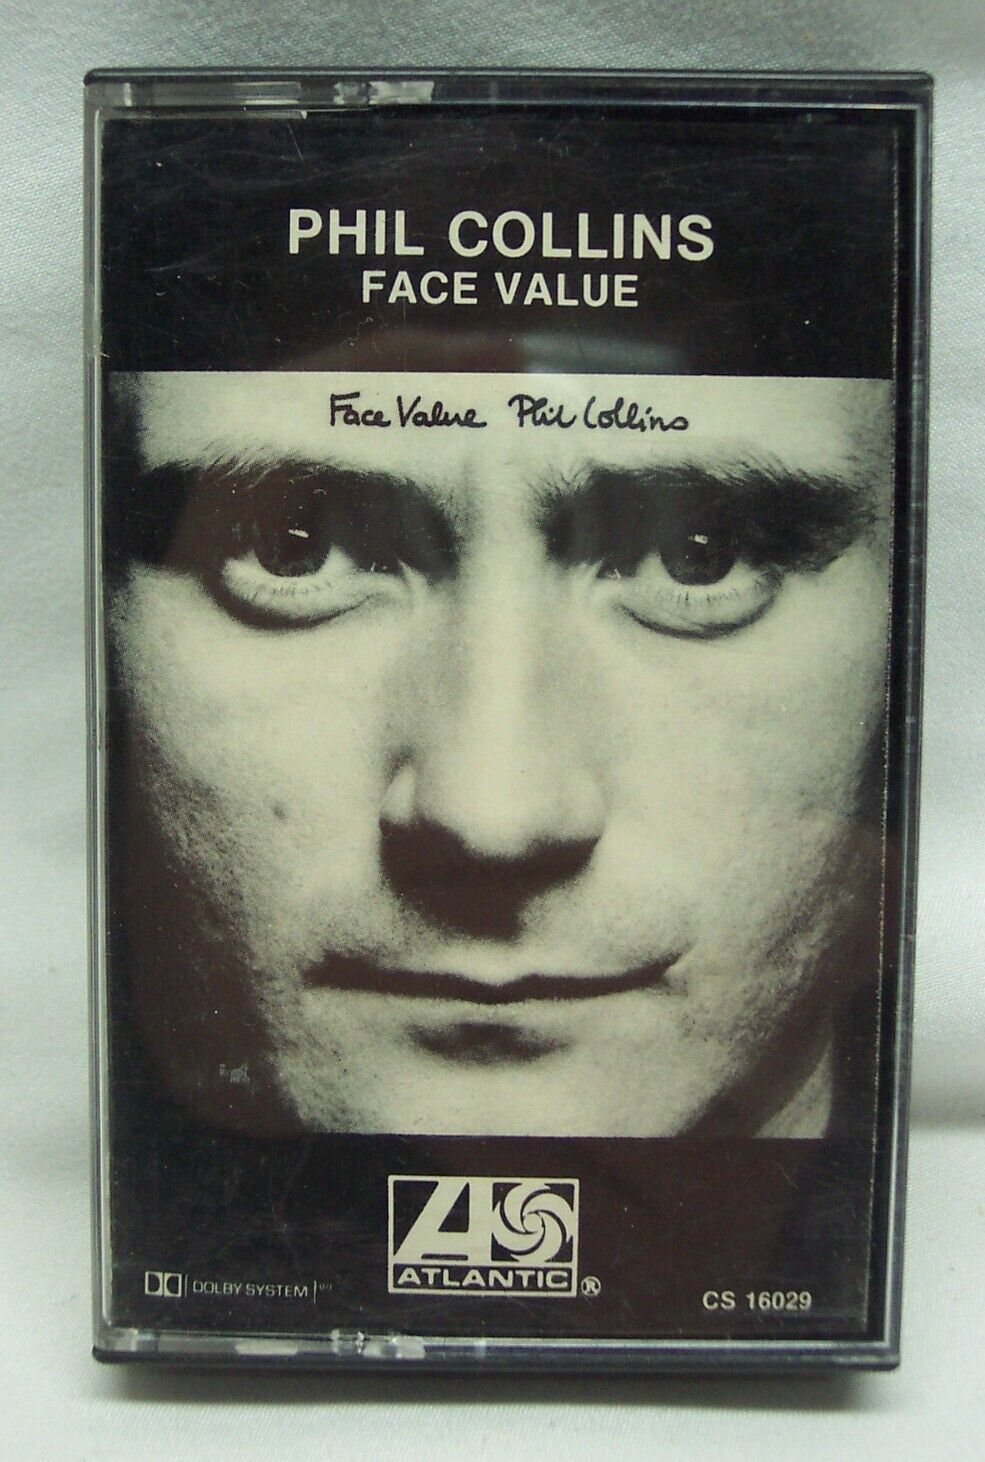 PHIL COLLINS
FACE VALUE
Face Value Phil Collins
ATLANTIC ®
DOLBY SYSTEM
CS 16029